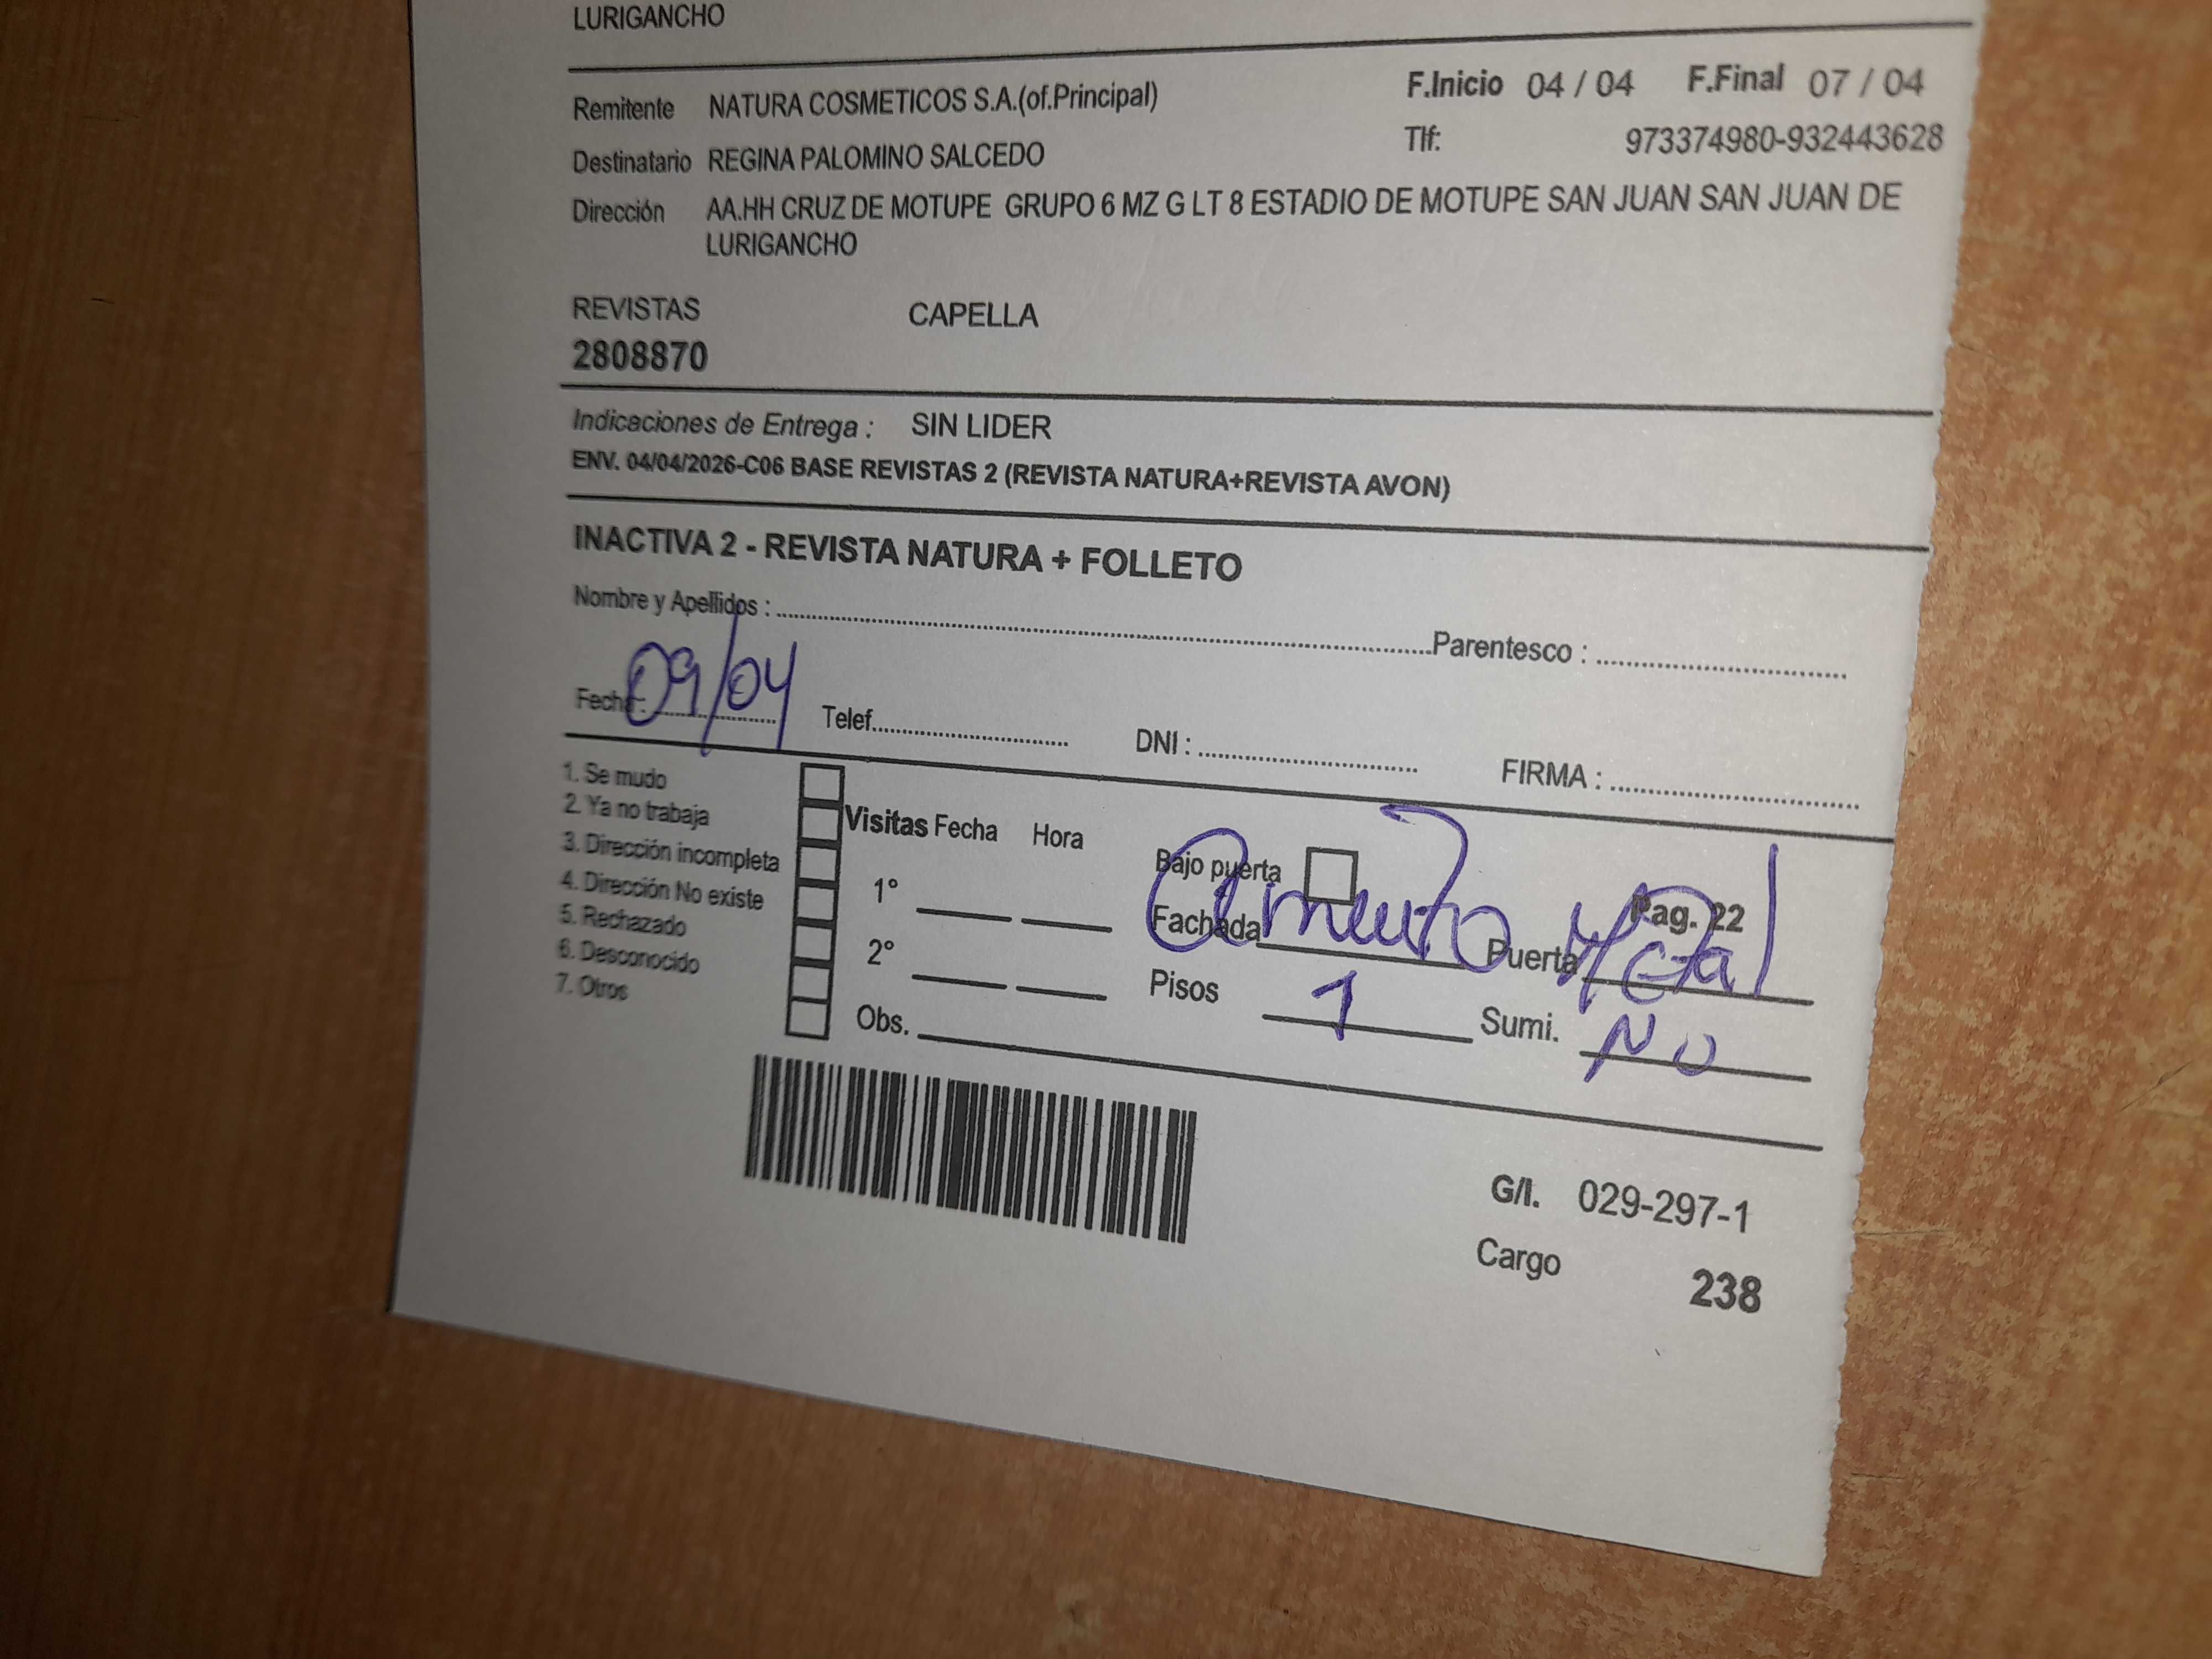 LURIGANCHO
Remitente NATURA COSMETICOS S.A.(of.Principal) F.Inicio 04 / 04 F.Final 07 / 04
Destinatario REGINA PALOMINO SALCEDO Tlf: 973374980-932443628
Dirección AA.HH CRUZ DE MOTUPE GRUPO 6 MZ G LT 8 ESTADIO DE MOTUPE SAN JUAN SAN JUAN DE
LURIGANCHO
REVISTAS CAPELLA
2808870
Indicaciones de Entrega : SIN LIDER
ENV. 04/04/2026-C06 BASE REVISTAS 2 (REVISTA NATURA+REVISTA AVON)
INACTIVA 2 - REVISTA NATURA + FOLLETO
Nombre y Apellidos : Parentesco :
Fecha : 09/04 Telef. DNI : FIRMA :
1. Se mudo
2. Ya no trabaja
3. Dirección incompleta
4. Dirección No existe
5. Rechazado
6. Desconocido
7. Otros
Visitas Fecha Hora
1°
2°
Obs.
Bajo puerta Pag. 22
Fachada Cemento Puerta Metal
Pisos 1 Sumi. NO
G/I. 029-297-1
Cargo 238